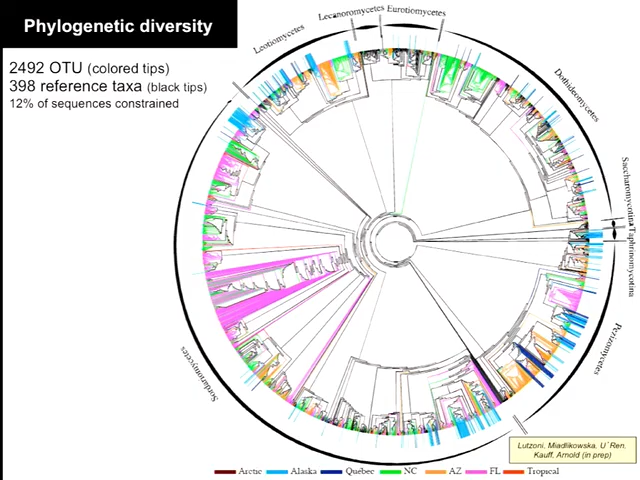 Phylogenetic diversity
2492 OTU (colored tips)
398 reference taxa (black tips)
12% of sequences constrained
Leotiomycetes
Lecanoromycetes
Eurotiomycetes
Dothideomycetes
Saccharomycotina
Taphrinomycotina
Pezizomycetes
Sordariomycetes
Lutzoni, Miadlikowska, U`Ren,
Kauff, Arnold (in prep)
Arctic Alaska Québec NC AZ FL Tropical